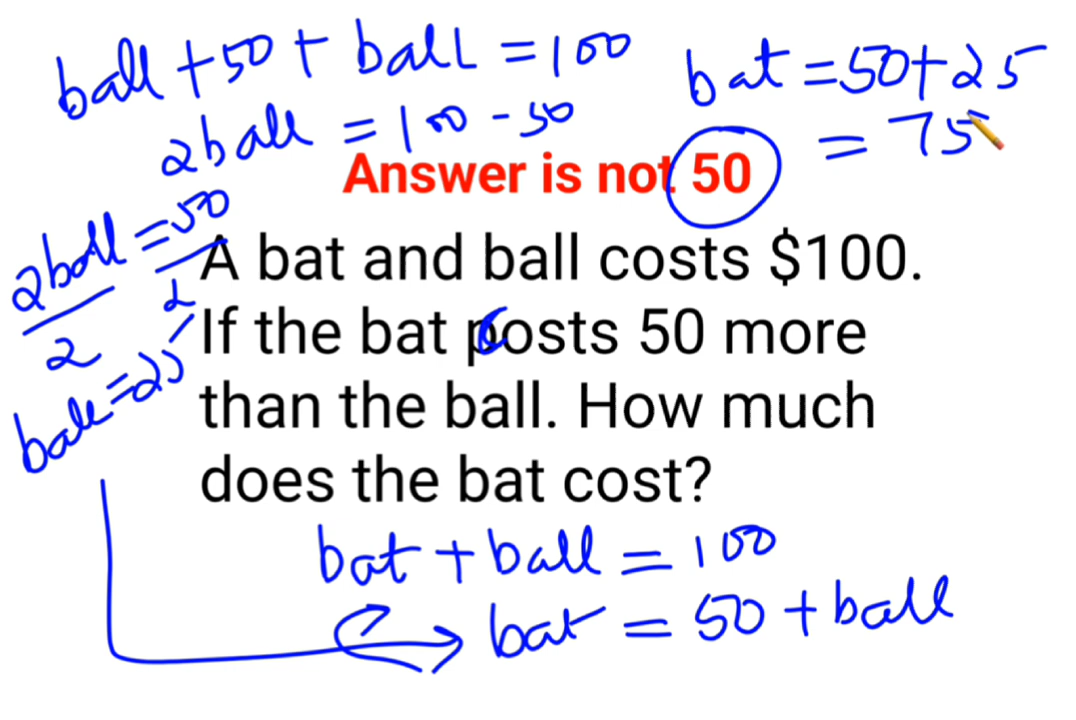 ball + 50 + ball = 100
2ball = 100 - 50
2ball = 50
2 2
ball = 25
bat = 50 + 25
= 75
Answer is not 50
A bat and ball costs $100.
If the bat costs 50 more
than the ball. How much
does the bat cost?
bat + ball = 100
bat = 50 + ball